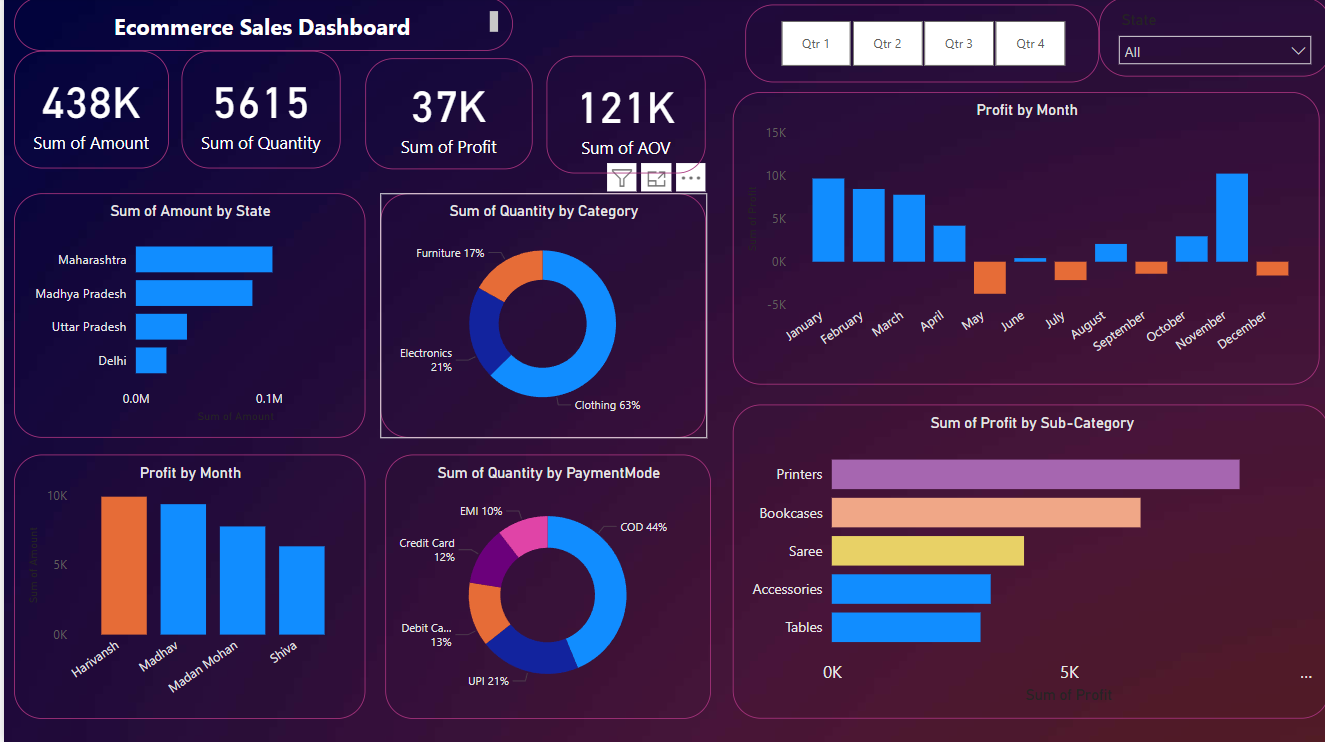 Ecommerce Sales Dashboard
Qtr 1
Qtr 2
Qtr 3
Qtr 4
State
All
438K
Sum of Amount
5615
Sum of Quantity
37K
Sum of Profit
121K
Sum of AOV
...
Sum of Amount by State
Maharashtra
Madhya Pradesh
Uttar Pradesh
Delhi
0.0M
0.1M
Sum of Amount
Sum of Quantity by Category
Furniture 17%
Electronics
21%
Clothing 63%
Profit by Month
15K
10K
5K
0K
-5K
Sum of Profit
January
February
March
April
May
June
July
August
September
October
November
December
Profit by Month
10K
5K
0K
Sum of Amount
Harivansh
Madhav
Madan Mohan
Shiva
Sum of Quantity by PaymentMode
EMI 10%
COD 44%
Credit Card
12%
Debit Ca...
13%
UPI 21%
Sum of Profit by Sub-Category
Printers
Bookcases
Saree
Accessories
Tables
0K
5K
...
Sum of Profit